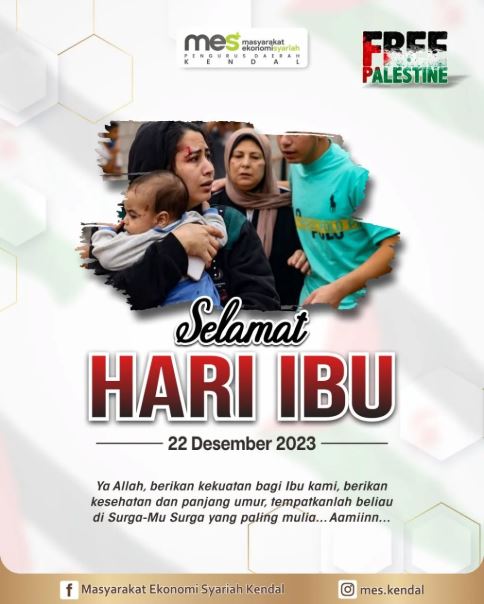 mes masyarakat
ekonomisyariah
PENGURUS DAERAH
KENDAL
FREE
PALESTINE
POLO
Selamat
HARI IBU
22 Desember 2023
Ya Allah, berikan kekuatan bagi Ibu kami, berikan
kesehatan dan panjang umur, tempatkanlah beliau
di Surga-Mu Surga yang paling mulia... Aamiinn...
f Masyarakat Ekonomi Syariah Kendal
mes.kendal